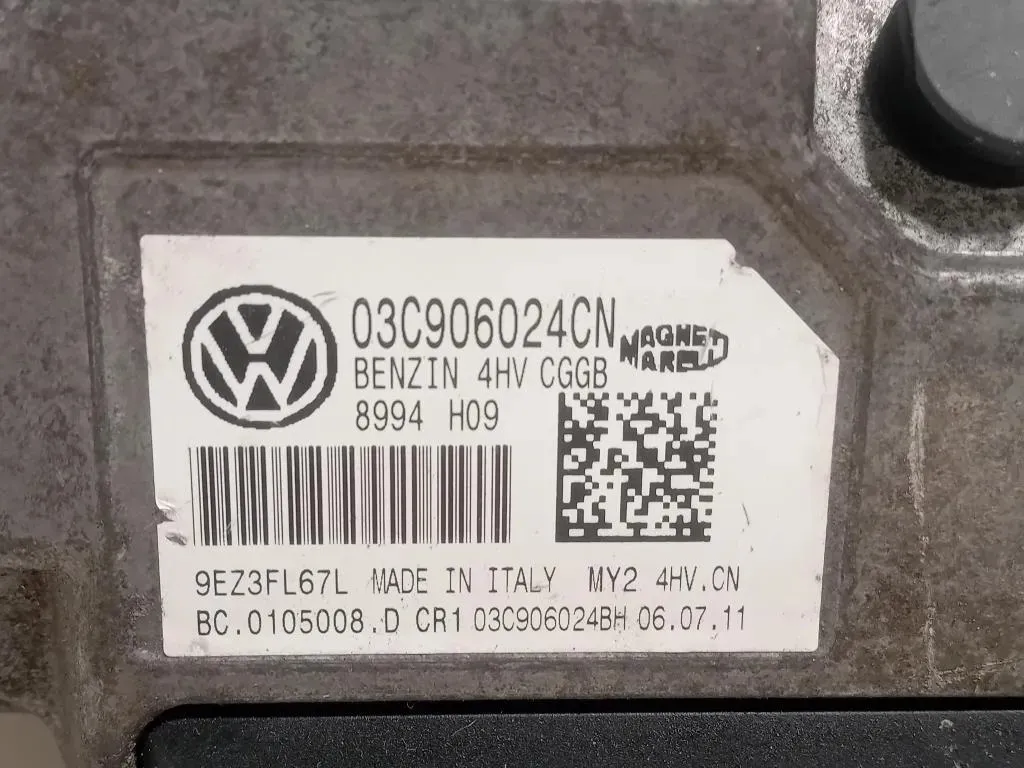 03C906024CN
MAGNETI
MARELLI
BENZIN 4HV CGGB
8994 H09
9EZ3FL67L MADE IN ITALY MY2 4HV.CN
BC.0105008.D CR1 03C906024BH 06.07.11